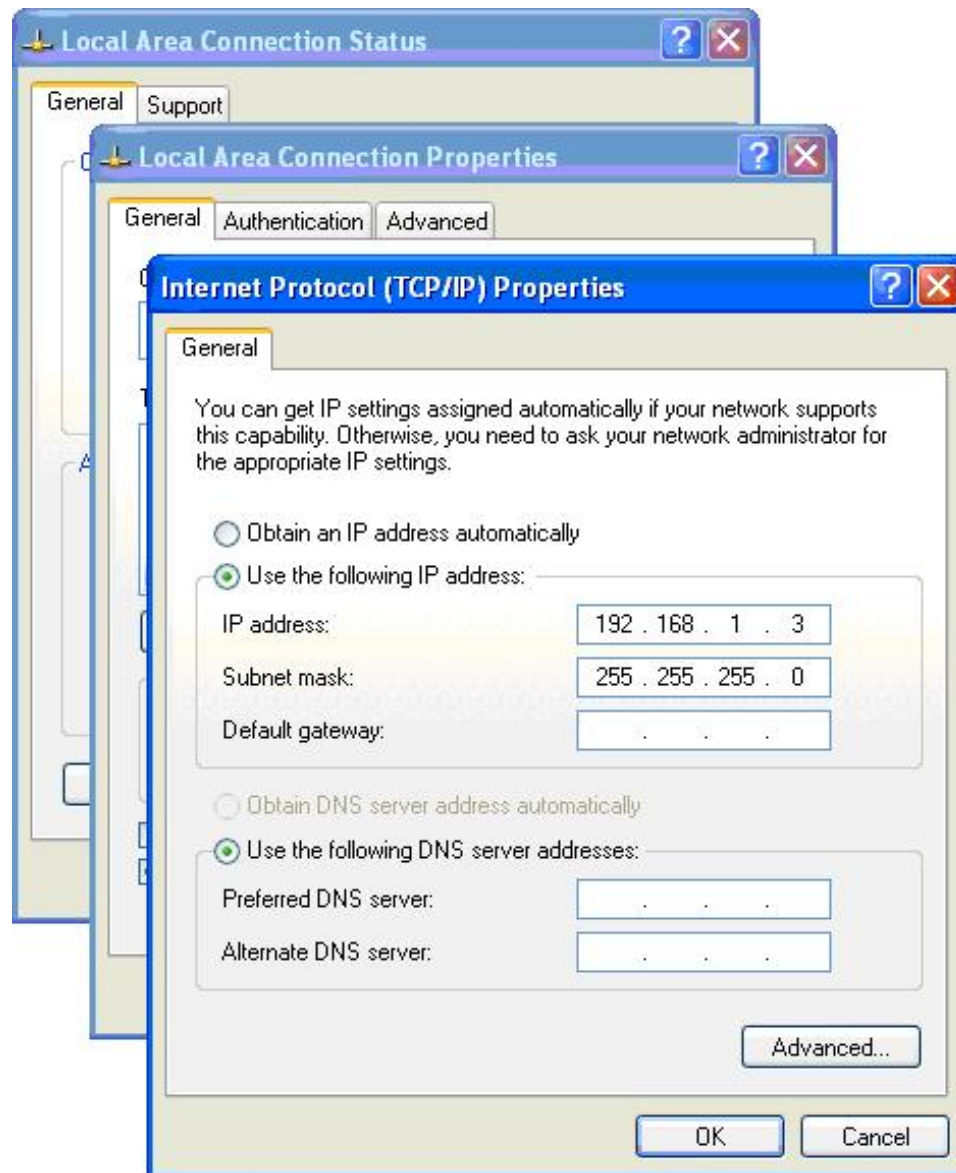 Local Area Connection Status
General Support
Local Area Connection Properties
General Authentication Advanced
Internet Protocol (TCP/IP) Properties
General
You can get IP settings assigned automatically if your network supports
this capability. Otherwise, you need to ask your network administrator for
the appropriate IP settings.
Obtain an IP address automatically
Use the following IP address:
IP address: 192 . 168 . 1 . 3
Subnet mask: 255 . 255 . 255 . 0
Default gateway: . . .
Obtain DNS server address automatically
Use the following DNS server addresses:
Preferred DNS server: . . .
Alternate DNS server: . . .
Advanced...
OK Cancel